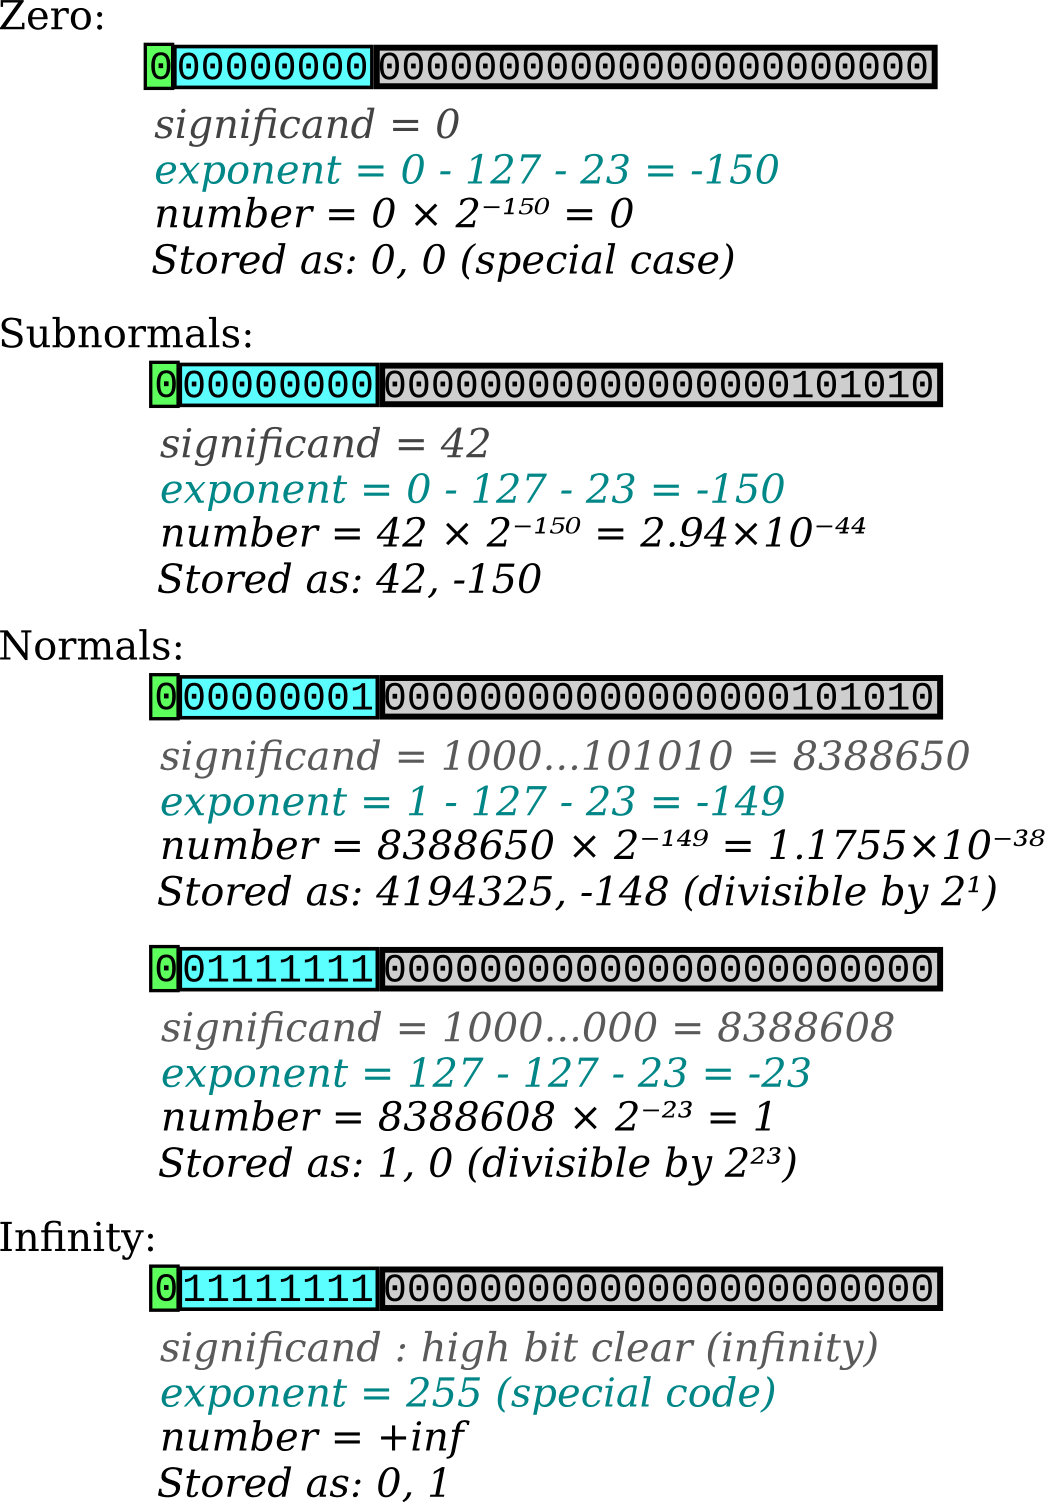 Zero:
0 00000000 00000000000000000000000
significand = 0
exponent = 0 - 127 - 23 = -150
number = 0 × 2⁻¹⁵⁰ = 0
Stored as: 0, 0 (special case)
Subnormals:
0 00000000 00000000000000000101010
significand = 42
exponent = 0 - 127 - 23 = -150
number = 42 × 2⁻¹⁵⁰ = 2.94×10⁻⁴⁴
Stored as: 42, -150
Normals:
0 00000001 00000000000000000101010
significand = 1000...101010 = 8388650
exponent = 1 - 127 - 23 = -149
number = 8388650 × 2⁻¹⁴⁹ = 1.1755×10⁻³⁸
Stored as: 4194325, -148 (divisible by 2¹)
0 01111111 00000000000000000000000
significand = 1000...000 = 8388608
exponent = 127 - 127 - 23 = -23
number = 8388608 × 2⁻²³ = 1
Stored as: 1, 0 (divisible by 2²³)
Infinity:
0 11111111 00000000000000000000000
significand : high bit clear (infinity)
exponent = 255 (special code)
number = +inf
Stored as: 0, 1